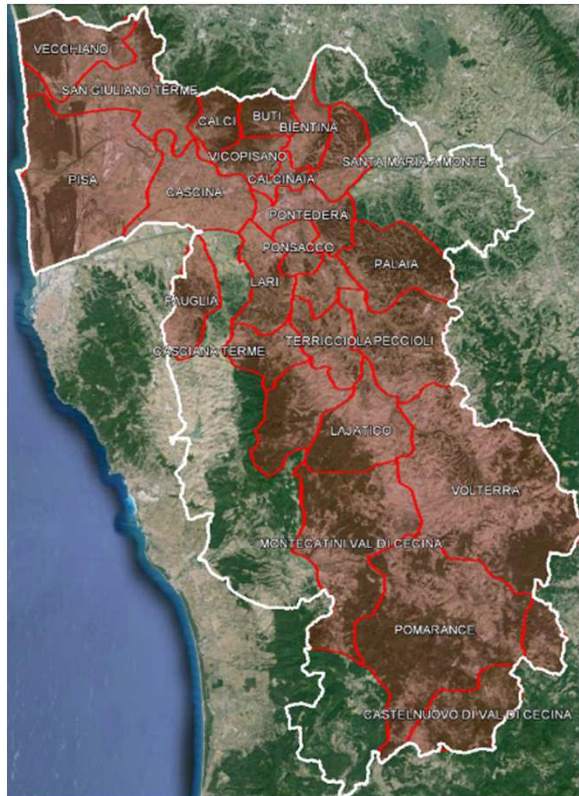 VECCHIANO
SAN GIULIANO TERME
CALCI
BUTI
BIENTINA
VICOPISANO
SANTA MARIA A MONTE
PISA
CASCINA
CALCINAIA
PONTEDERA
PONSACCO
PALAIA
LARI
FAUGLIA
CASCIANA TERME
TERRICCIOLA
PECCIOLI
LAJATICO
VOLTERRA
MONTECATINI VAL DI CECINA
POMARANCE
CASTELNUOVO DI VAL DI CECINA